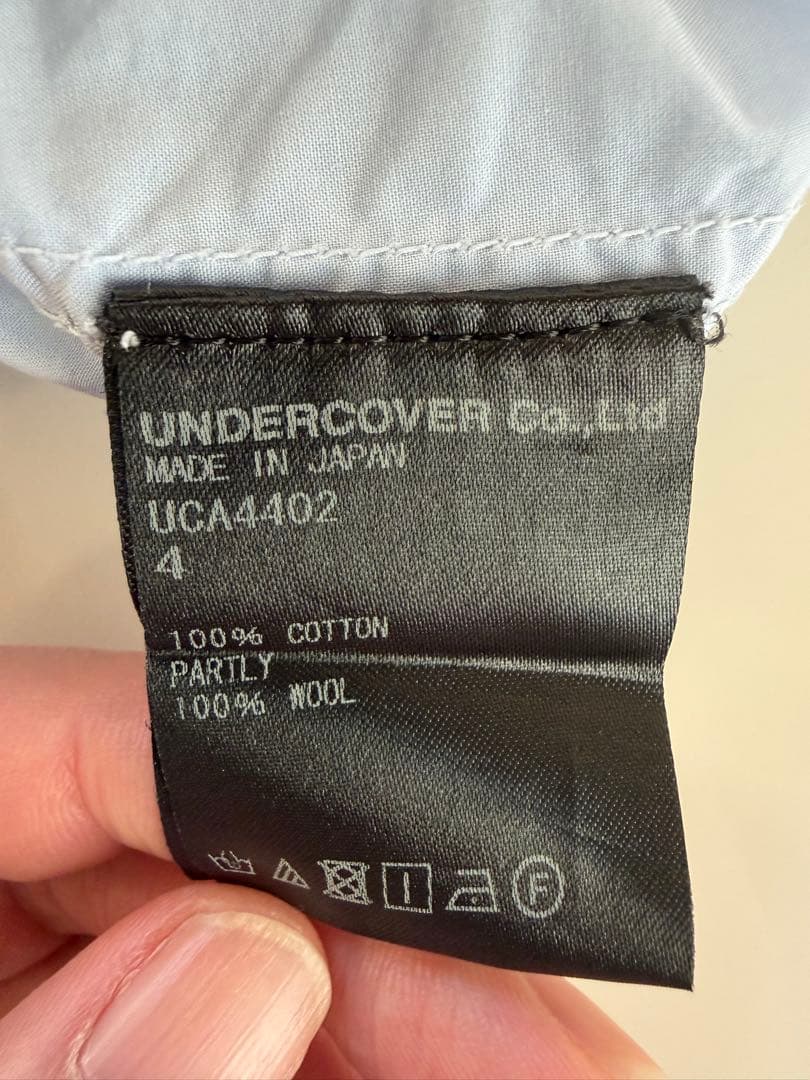 UNDERCOVER Co.,Ltd
MADE IN JAPAN
UCA4402
4
100% COTTON
PARTLY
100% WOOL
F